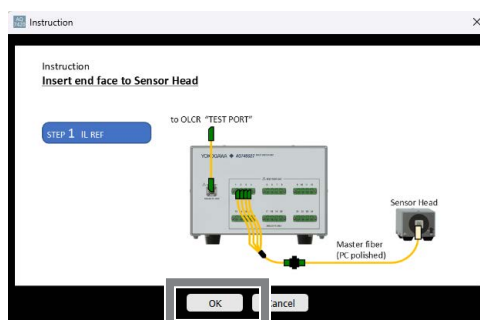 Instruction
Instruction
Insert end face to Sensor Head
STEP 1 IL REF
to OLCR "TEST PORT"
YOKOGAWA
Sensor Head
Master fiber
(PC polished)
OK
Cancel